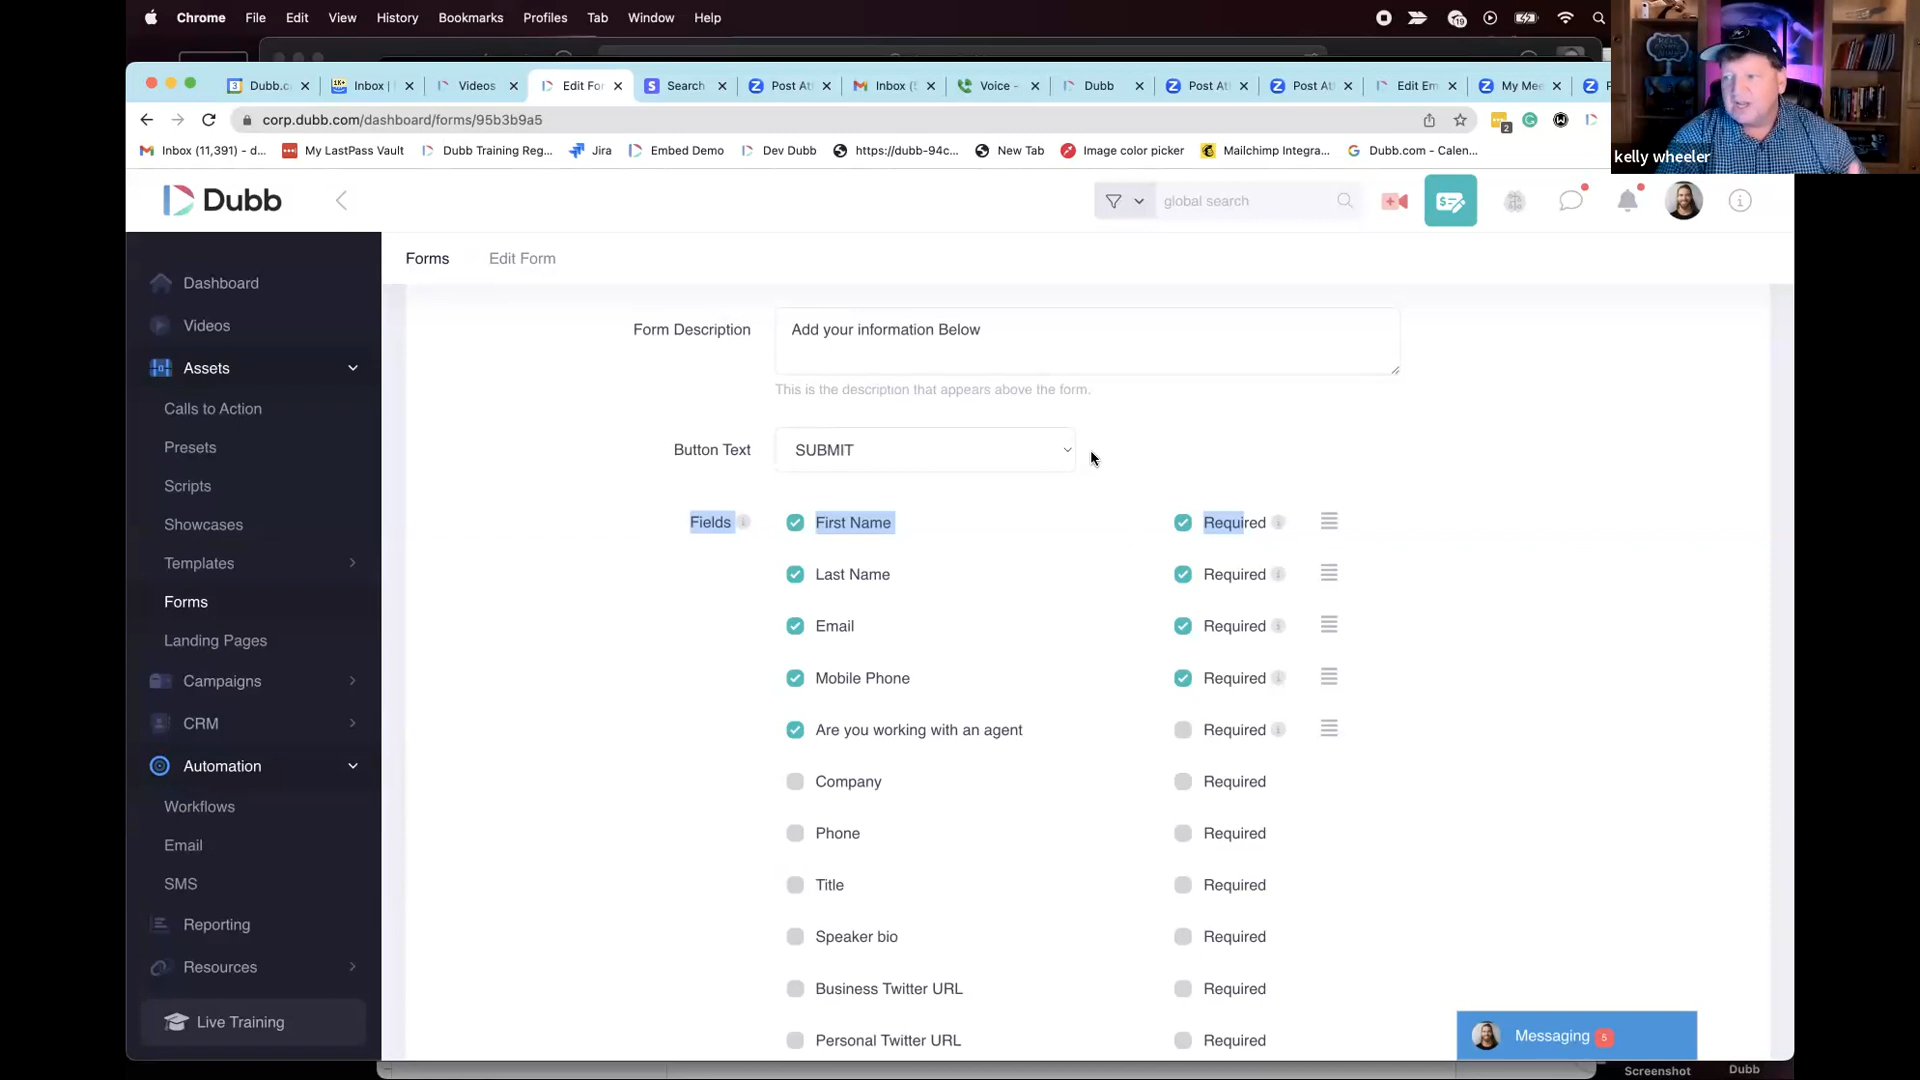 Chrome File Edit View History Bookmarks Profiles Tab Window Help
19
Dubb.c
Inbox |
Videos
Edit For
Search
Post At
Inbox (5
Voice -
Dubb
Post At
Post At
Edit Em
My Mee
corp.dubb.com/dashboard/forms/95b3b9a5
2
Inbox (11,391) - d...
My LastPass Vault
Dubb Training Reg...
Jira
Embed Demo
Dev Dubb
https://dubb-94c...
New Tab
Image color picker
Mailchimp Integra...
Dubb.com - Calen...
kelly wheeler
Dubb
global search
Forms
Edit Form
Dashboard
Videos
Assets
Calls to Action
Presets
Scripts
Showcases
Templates
Forms
Landing Pages
Campaigns
CRM
Automation
Workflows
Email
SMS
Reporting
Resources
Live Training
Form Description
Add your information Below
This is the description that appears above the form.
Button Text
SUBMIT
Fields
First Name Required
Last Name Required
Email Required
Mobile Phone Required
Are you working with an agent Required
Company Required
Phone Required
Title Required
Speaker bio Required
Business Twitter URL Required
Personal Twitter URL Required
Messaging 5
Screenshot
Dubb